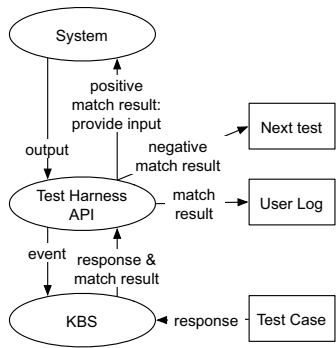 System
positive
match result:
provide input
output
negative
match result
Next test
Test Harness
API
match
result
User Log
event
response &
match result
KBS
response
Test Case